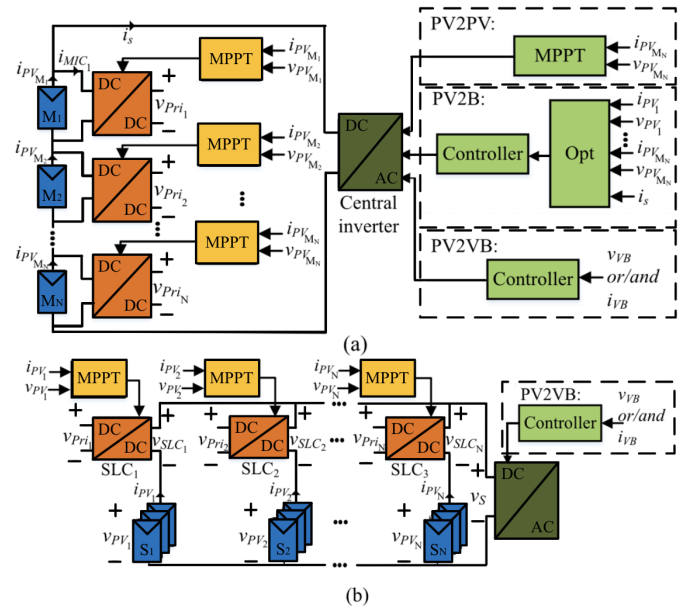 i_s
PV2PV:
i_PV_M1
i_MIC_1
MPPT
i_PV_M1
v_PV_M1
MPPT
i_PV_MN
v_PV_MN
M1
DC
DC
+
v_Pri_1
−
PV2B:
i_PV_1
v_PV_1
i_PV_MN
v_PV_MN
i_s
Controller
Opt
i_PV_M2
M2
DC
DC
+
v_Pri_2
−
MPPT
i_PV_M2
v_PV_M2
DC
AC
Central
inverter
i_PV_MN
MN
DC
DC
+
v_Pri_N
−
MPPT
i_PV_MN
v_PV_MN
PV2VB:
Controller
v_VB
or/and
i_VB
(a)
i_PV_1
v_PV_1
MPPT
i_PV_2
v_PV_2
MPPT
i_PV_N
v_PV_N
MPPT
PV2VB:
Controller
v_VB
or/and
i_VB
+
v_Pri_1
−
DC
DC
+
v_SLC_1
−
SLC1
+
v_Pri_2
−
DC
DC
+
v_SLC_2
−
SLC2
+
v_Pri_N
−
DC
DC
+
v_SLC_N
−
SLC3
+
v_S
−
DC
AC
i_PV_1
+
v_PV_1
−
S1
i_PV_2
+
v_PV_2
−
S2
i_PV_N
+
v_PV_N
−
SN
(b)